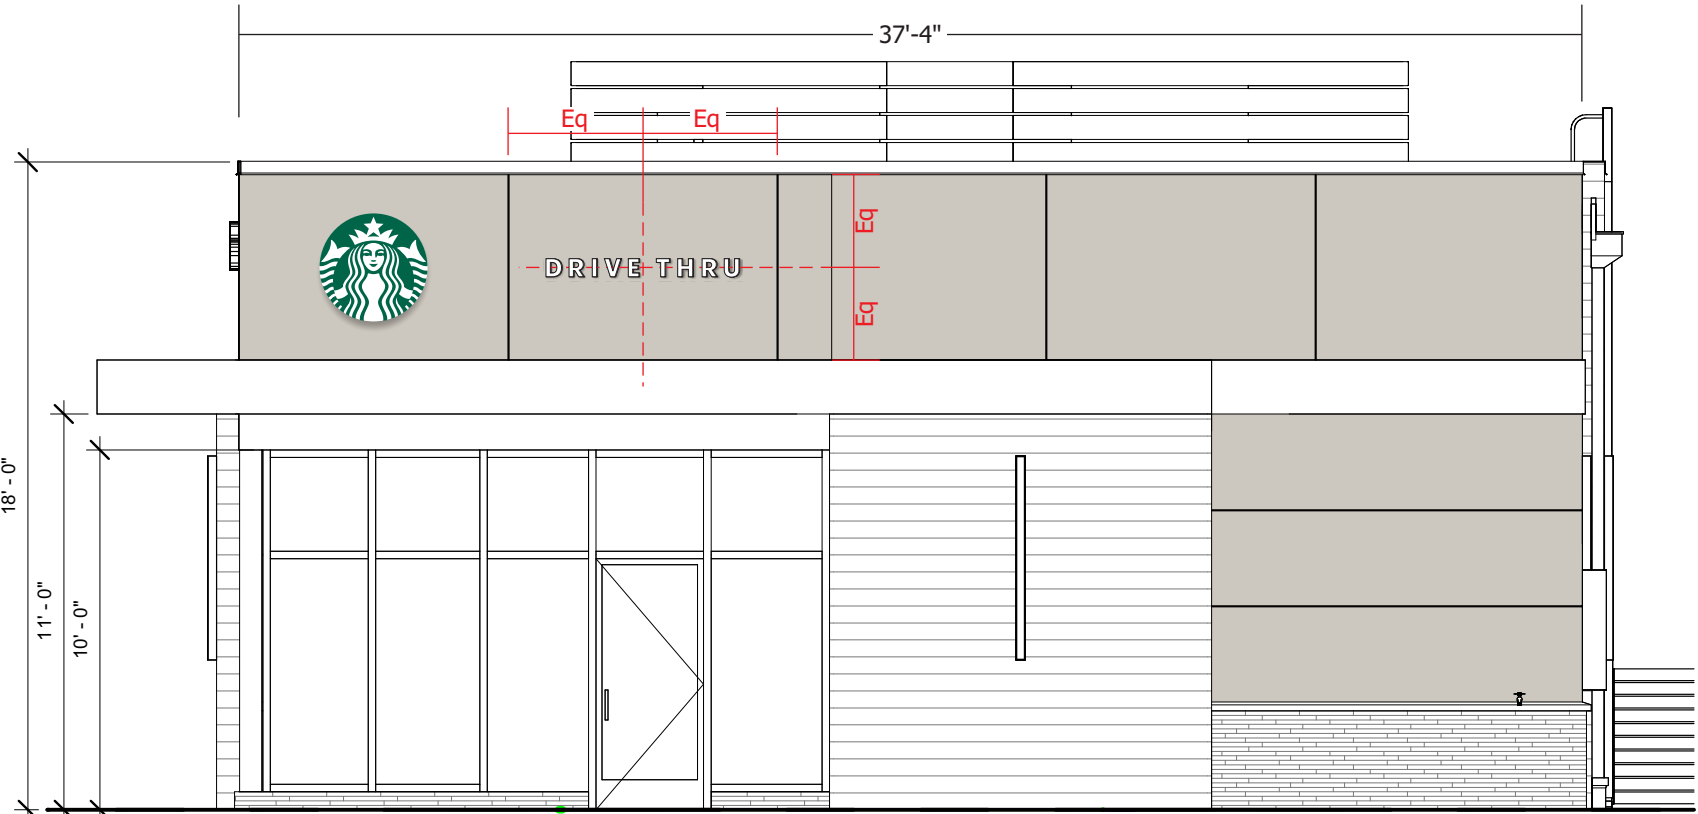 37'-4"
Eq Eq
Eq
DRIVE THRU
Eq
18' - 0"
11' - 0"
10' - 0"